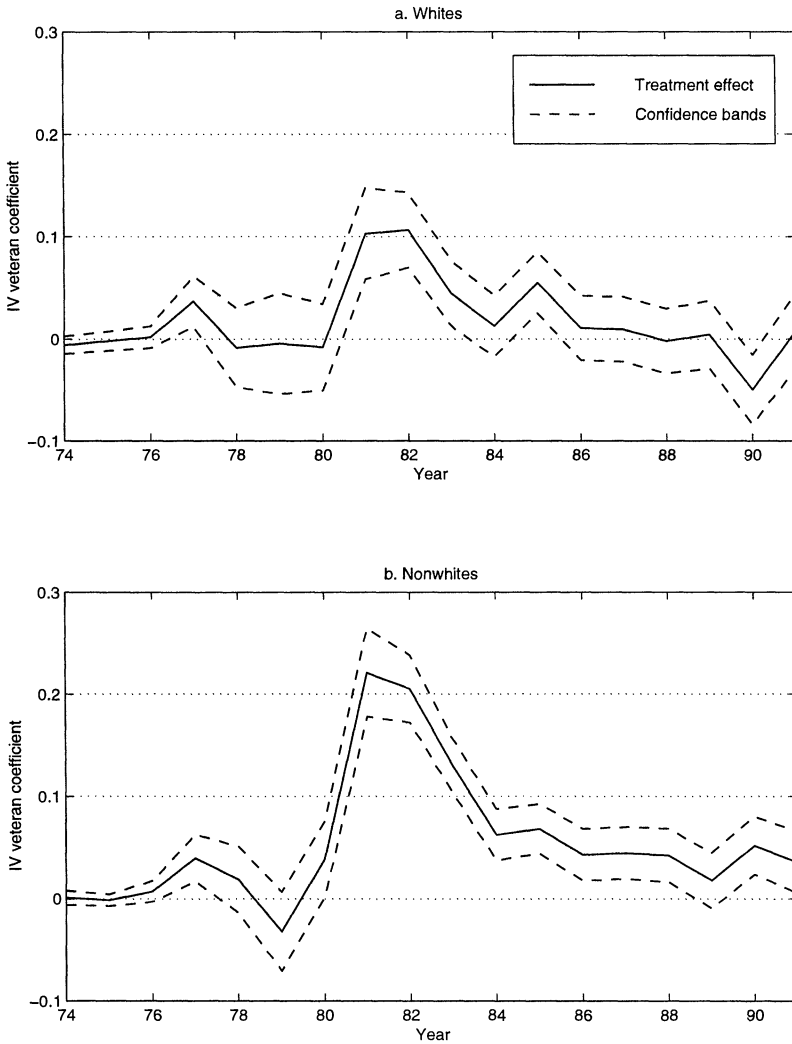 a. Whites
0.3
0.2
0.1
0
−0.1
IV veteran coefficient
Treatment effect
Confidence bands
74 76 78 80 82 84 86 88 90
Year
b. Nonwhites
0.3
0.2
0.1
0
−0.1
IV veteran coefficient
74 76 78 80 82 84 86 88 90
Year